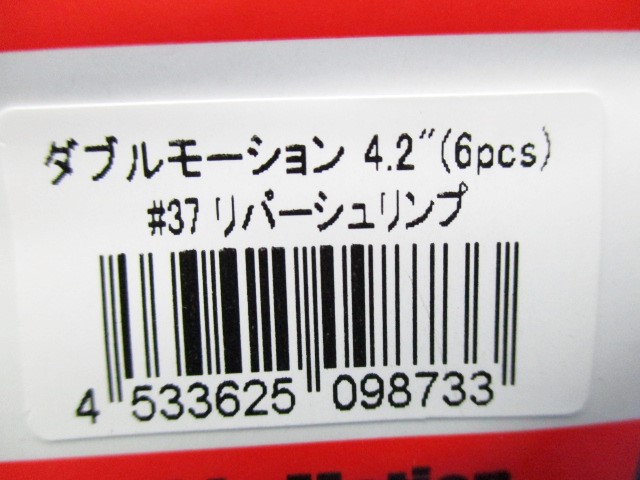 ダブルモーション 4.2"(6pcs)
#37 リバーシュリンプ
4 533625 098733